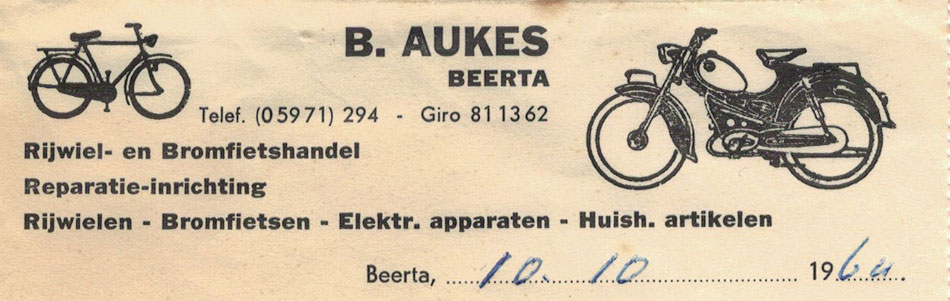 B. AUKES
BEERTA
Telef. (05971) 294 - Giro 811362
Rijwiel- en Bromfietshandel
Reparatie-inrichting
Rijwielen - Bromfietsen - Elektr. apparaten - Huish. artikelen
Beerta, 10. 10 1964.